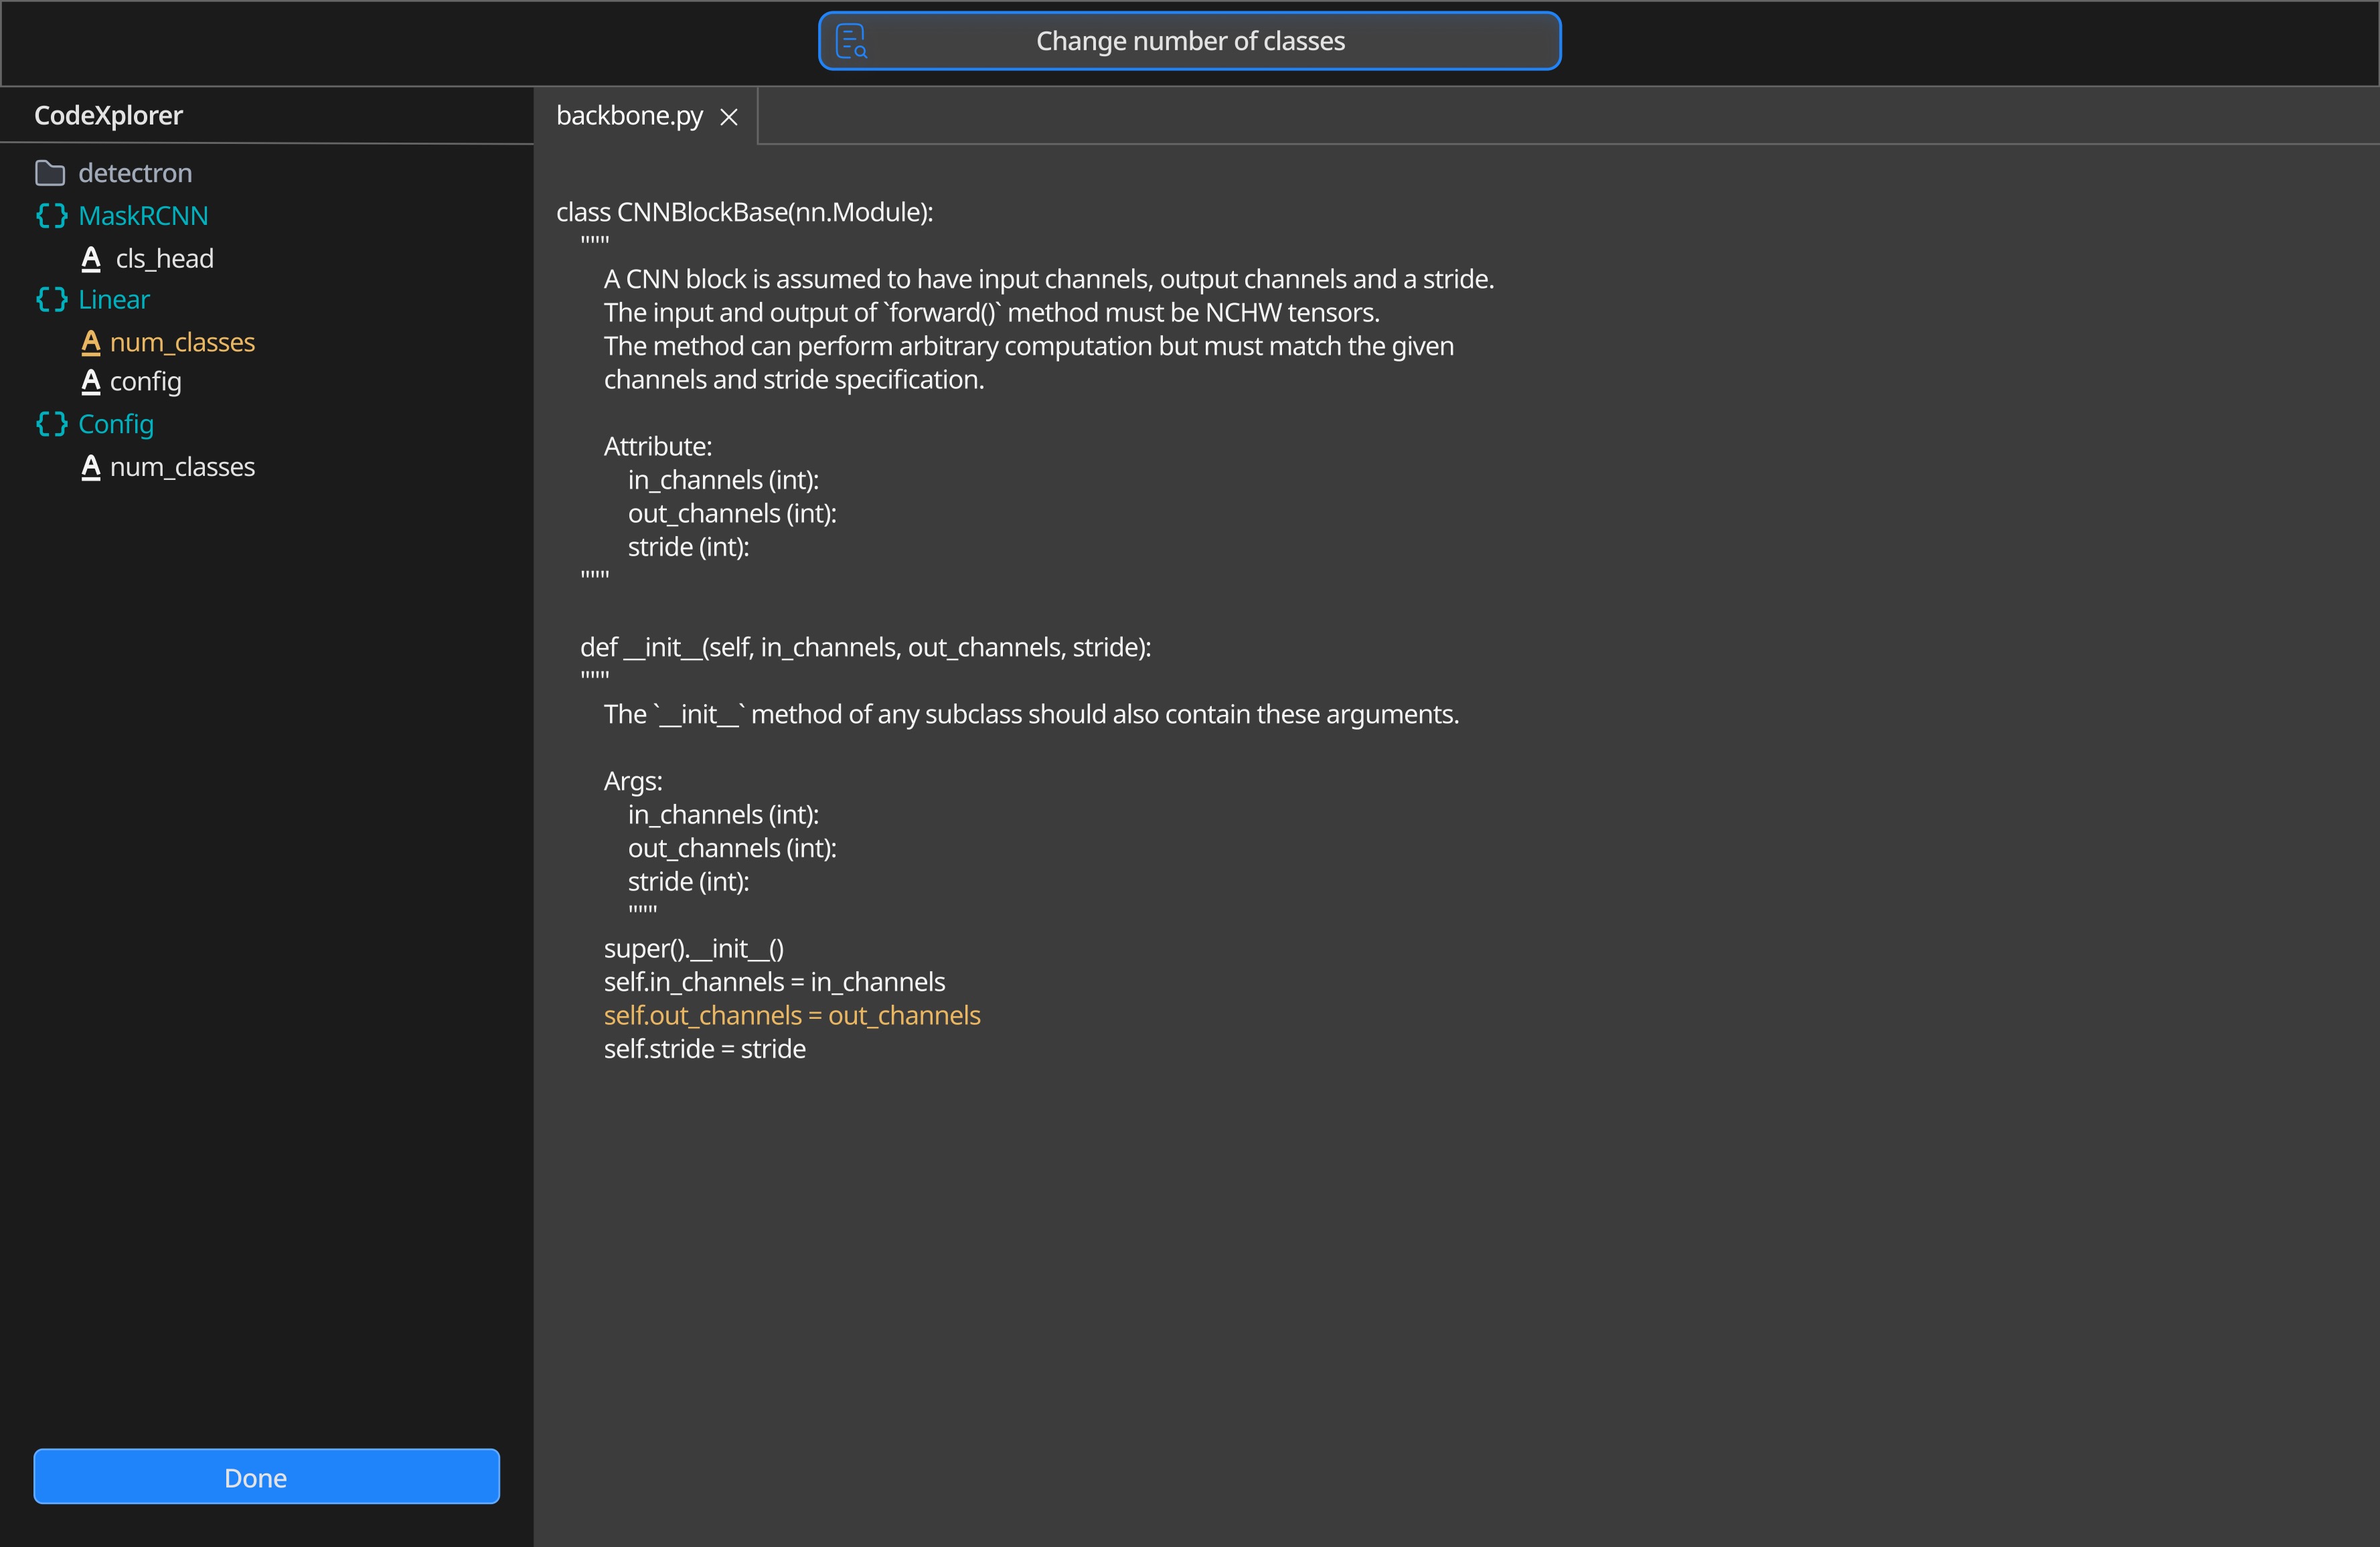 Change number of classes
CodeXplorer
detectron
MaskRCNN
A cls_head
Linear
A num_classes
A config
Config
A num_classes
Done
backbone.py
class CNNBlockBase(nn.Module):
"""
A CNN block is assumed to have input channels, output channels and a stride.
The input and output of `forward()` method must be NCHW tensors.
The method can perform arbitrary computation but must match the given
channels and stride specification.
Attribute:
in_channels (int):
out_channels (int):
stride (int):
"""
def __init__(self, in_channels, out_channels, stride):
"""
The `__init__` method of any subclass should also contain these arguments.
Args:
in_channels (int):
out_channels (int):
stride (int):
"""
super().__init__()
self.in_channels = in_channels
self.out_channels = out_channels
self.stride = stride